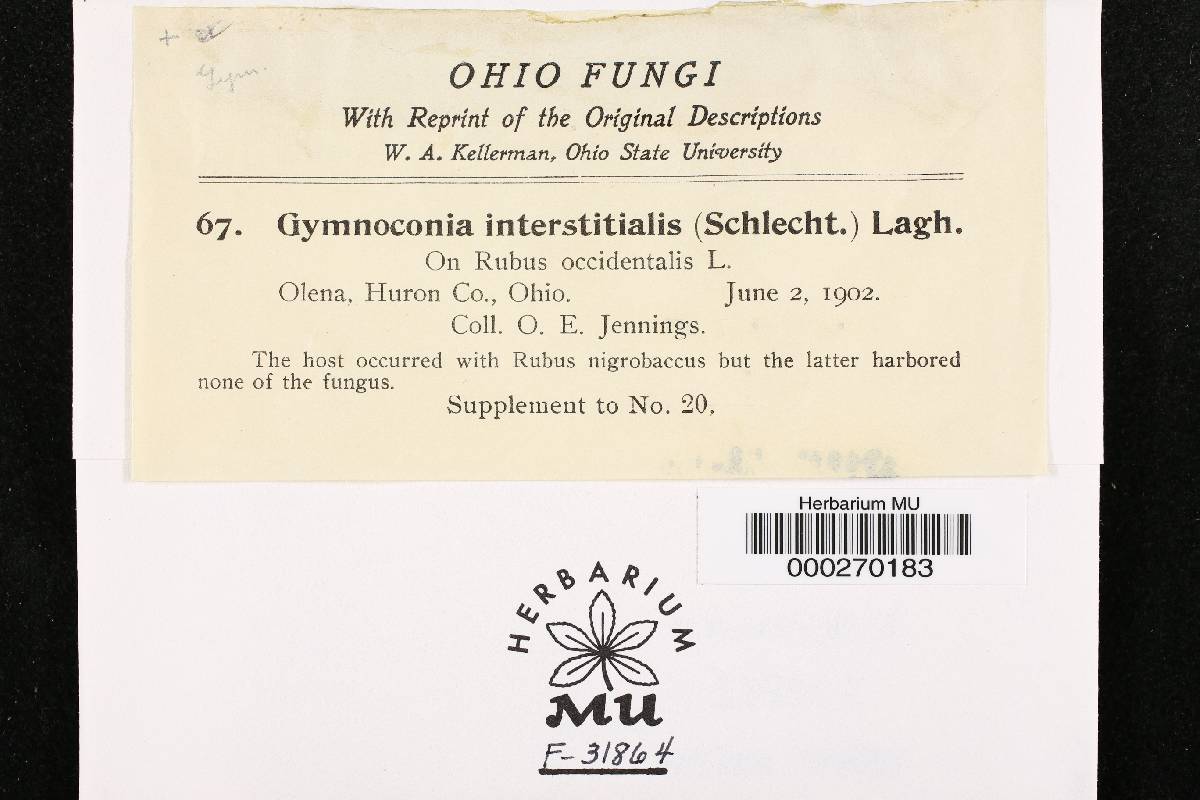 +
Gym.
OHIO FUNGI
With Reprint of the Original Descriptions
W. A. Kellerman, Ohio State University
67. Gymnoconia interstitialis (Schlecht.) Lagh.
On Rubus occidentalis L.
Olena, Huron Co., Ohio. June 2, 1902.
Coll. O. E. Jennings.
The host occurred with Rubus nigrobaccus but the latter harbored
none of the fungus.
Supplement to No. 20.
Herbarium MU
000270183
HERBARIUM
MU
F-31864